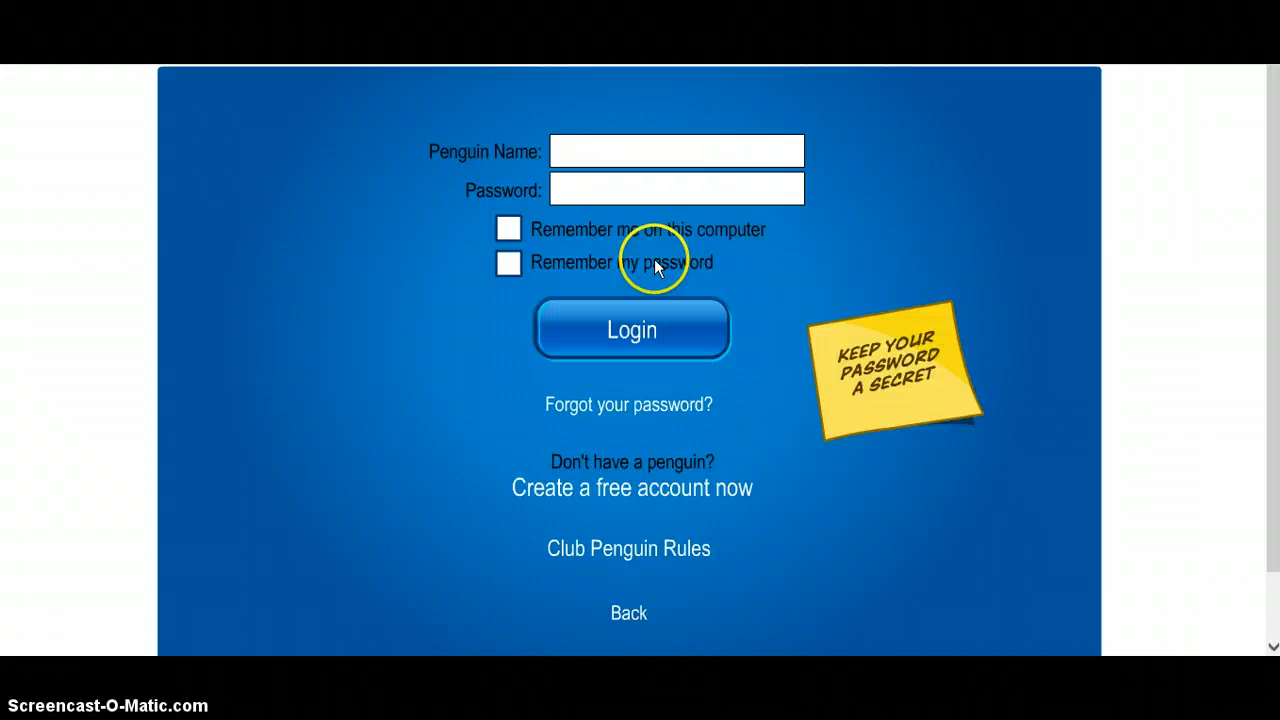 Penguin Name:
Password:
Remember me on this computer
Remember my password
Login
KEEP YOUR
PASSWORD
A SECRET
Forgot your password?
Don't have a penguin?
Create a free account now
Club Penguin Rules
Back
Screencast-O-Matic.com